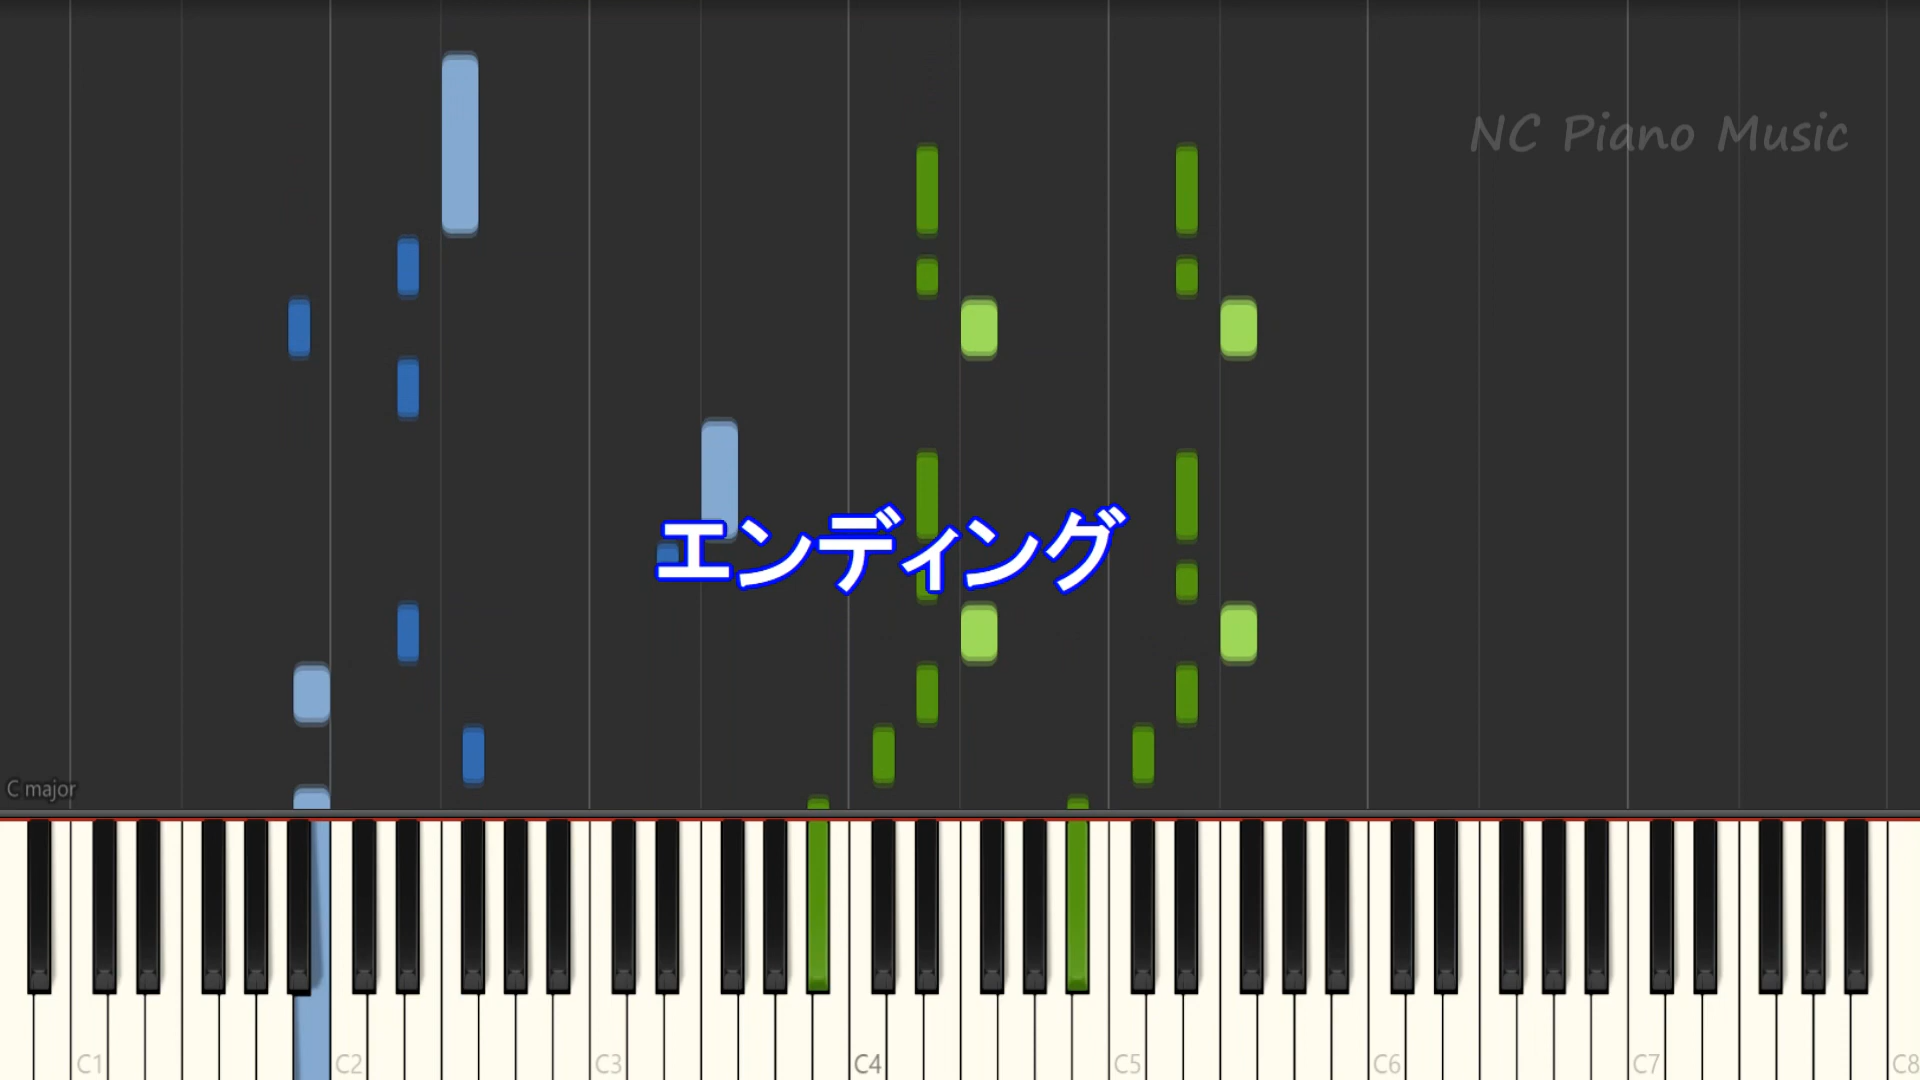 NC Piano Music
エンディング
C major
C1 C2 C3 C4 C5 C6 C7 C8